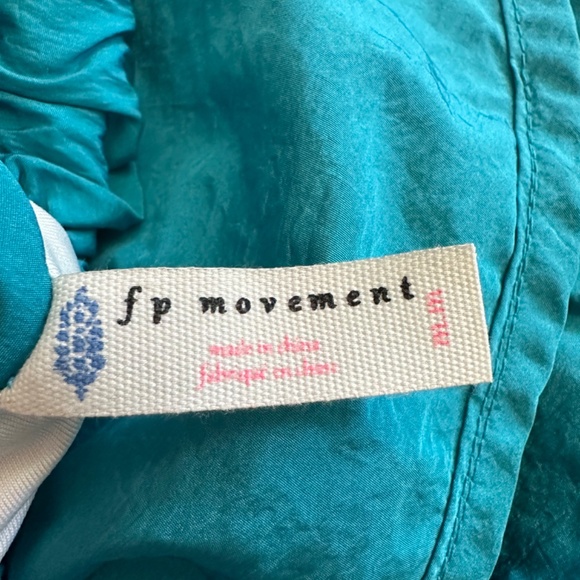 fp movement
m.m
made in china
fabriqué en chine